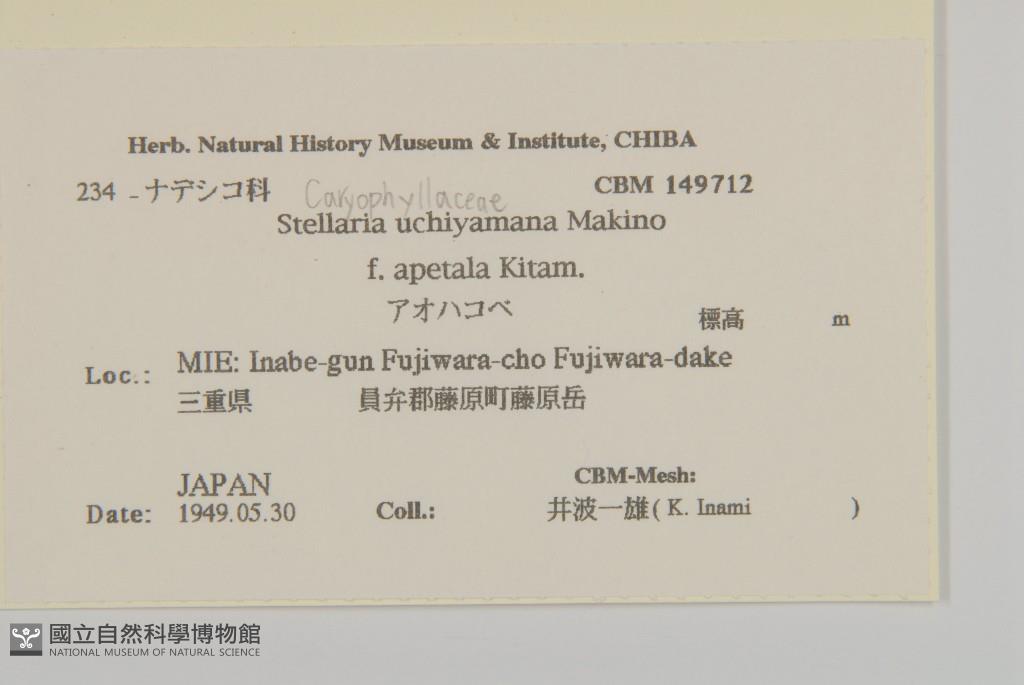 Herb. Natural History Museum & Institute, CHIBA
234 - ナデシコ科 Caryophyllaceae CBM 149712
Stellaria uchiyamana Makino
f. apetala Kitam.
アオハコベ
標高 m
Loc.: MIE: Inabe-gun Fujiwara-cho Fujiwara-dake
三重県 員弁郡藤原町藤原岳
JAPAN CBM-Mesh:
Date: 1949.05.30 Coll.: 井波一雄( K. Inami )
國立自然科學博物館
NATIONAL MUSEUM OF NATURAL SCIENCE